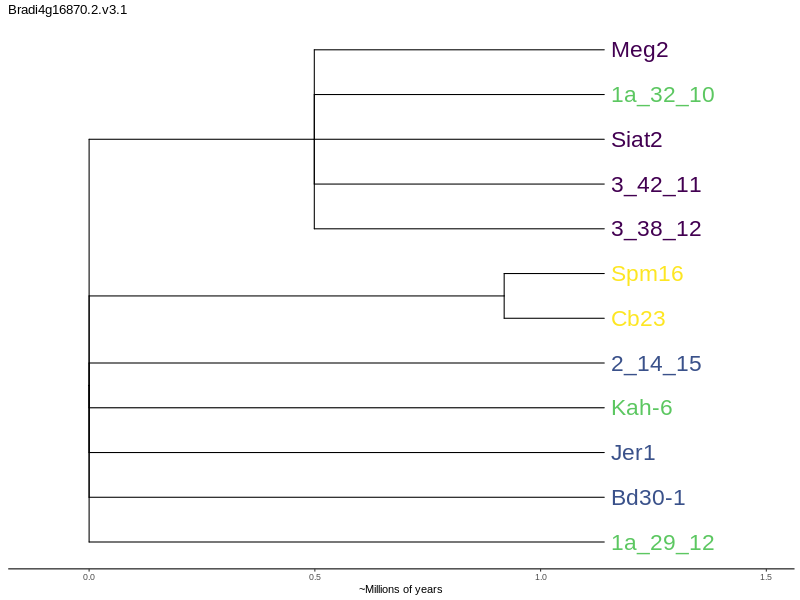 Bradi4g16870.2.v3.1
Meg2
1a_32_10
Siat2
3_42_11
3_38_12
Spm16
Cb23
2_14_15
Kah-6
Jer1
Bd30-1
1a_29_12
0.0 0.5 1.0 1.5
~Millions of years